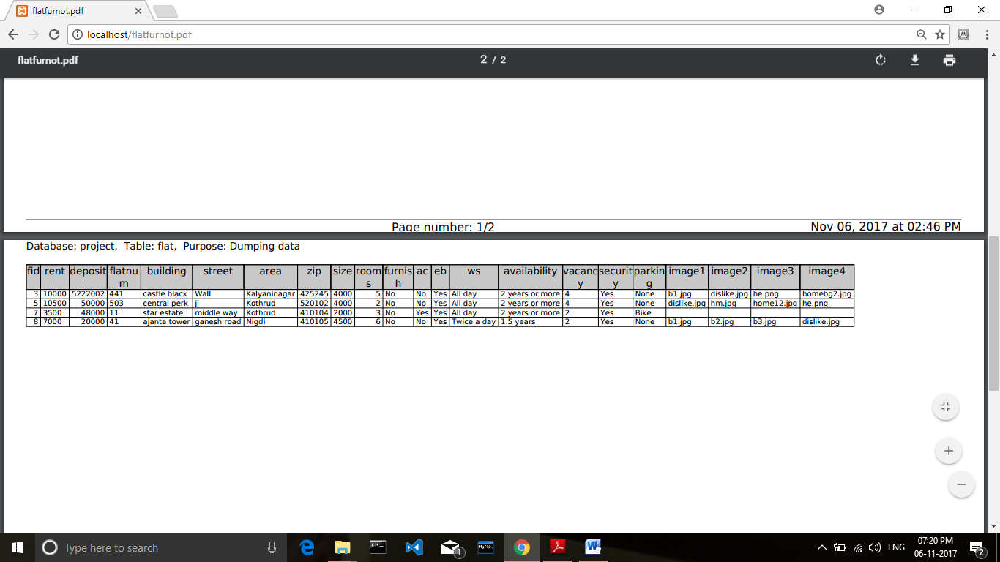 flatfurnot.pdf
localhost/flatfurnot.pdf
flatfurnot.pdf 2 / 2
Page number: 1/2 Nov 06, 2017 at 02:46 PM
Database: project, Table: flat, Purpose: Dumping data
fid rent deposit flatnum building street area zip size rooms furnish ac eb ws availability vacancy security parking image1 image2 image3 image4
3 10000 5222002 441 castle black Wall Kalyaninagar 425245 4000 5 No No Yes All day 2 years or more 4 Yes None b1.jpg dislike.jpg he.png homebg2.jpg
5 10500 50000 503 central perk jj Kothrud 520102 4000 2 No No Yes All day 2 years or more 4 Yes None dislike.jpg hm.jpg home12.jpg he.png
7 3500 48000 11 star estate middle way Kothrud 410104 2000 3 No Yes Yes All day 2 years or more 2 Yes Bike
8 7000 20000 41 ajanta tower ganesh road Nigdi 410105 4500 6 No No Yes Twice a day 1.5 years 2 Yes None b1.jpg b2.jpg b3.jpg dislike.jpg
Type here to search 1 MySQL ENG 07:20 PM
06-11-2017 2